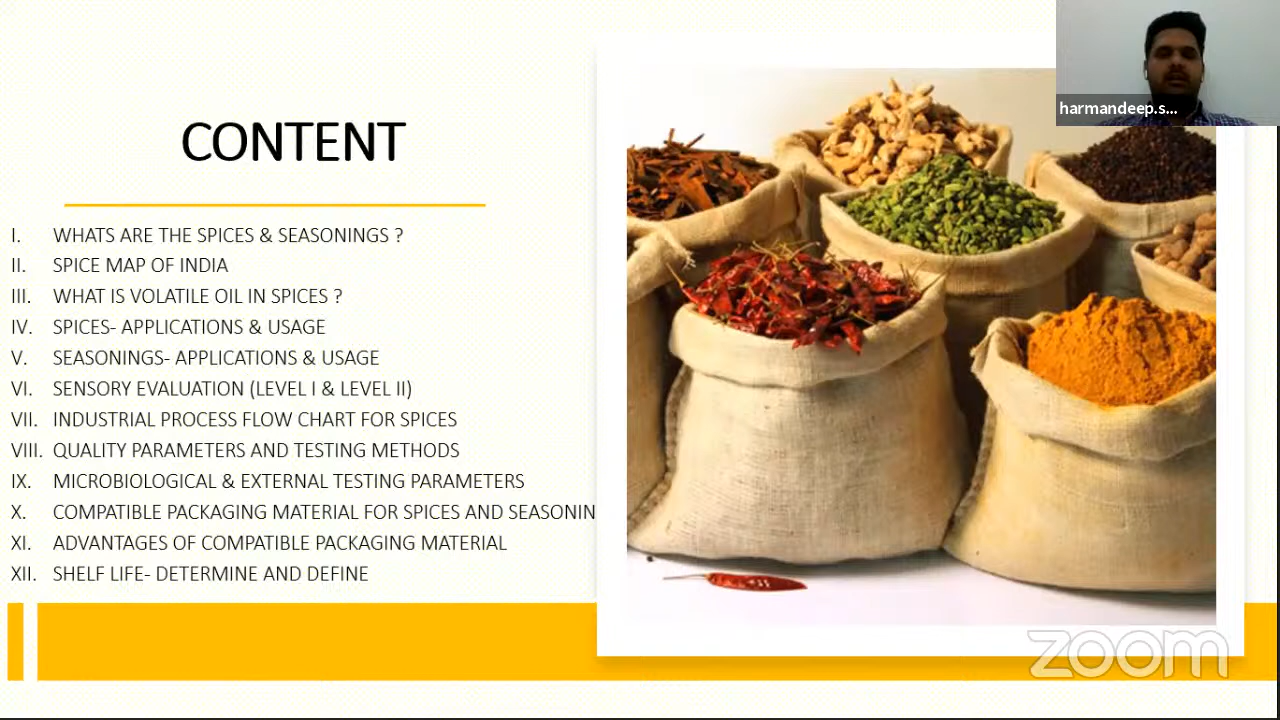 harmandeep.s...
CONTENT
I. WHATS ARE THE SPICES & SEASONINGS ?
II. SPICE MAP OF INDIA
III. WHAT IS VOLATILE OIL IN SPICES ?
IV. SPICES- APPLICATIONS & USAGE
V. SEASONINGS- APPLICATIONS & USAGE
VI. SENSORY EVALUATION (LEVEL I & LEVEL II)
VII. INDUSTRIAL PROCESS FLOW CHART FOR SPICES
VIII. QUALITY PARAMETERS AND TESTING METHODS
IX. MICROBIOLOGICAL & EXTERNAL TESTING PARAMETERS
X. COMPATIBLE PACKAGING MATERIAL FOR SPICES AND SEASONIN
XI. ADVANTAGES OF COMPATIBLE PACKAGING MATERIAL
XII. SHELF LIFE- DETERMINE AND DEFINE
zoom